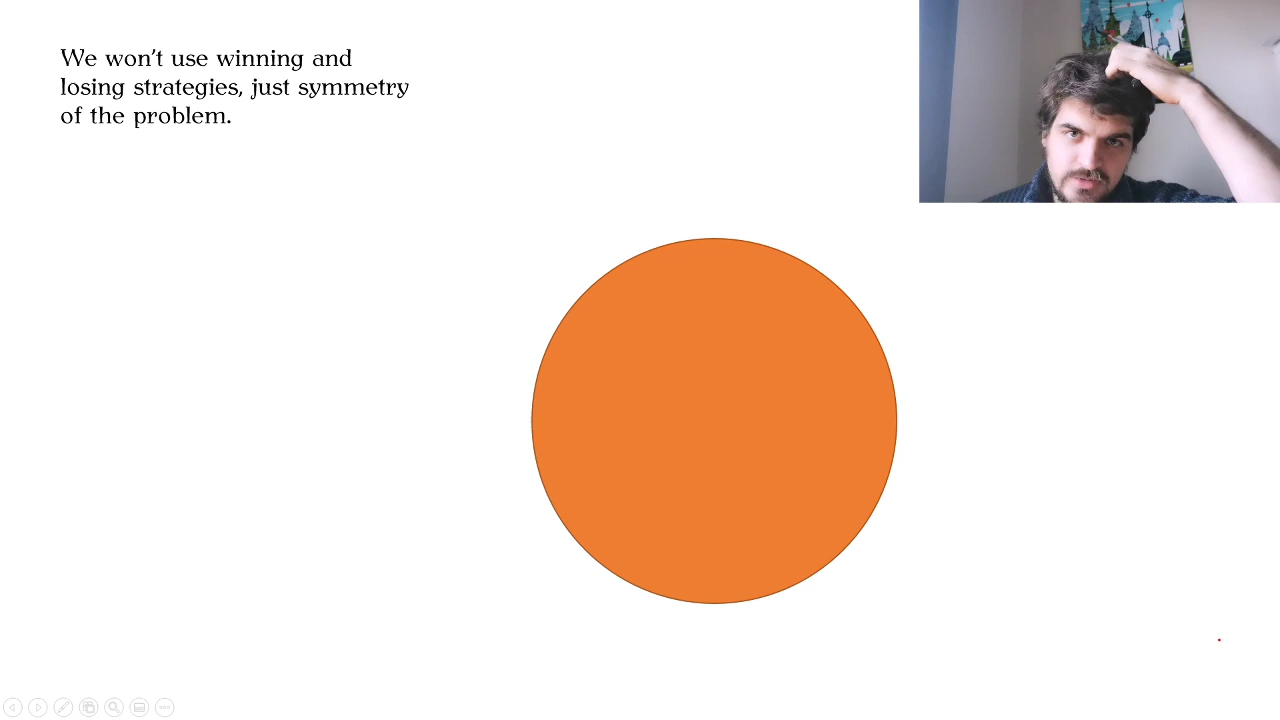 We won’t use winning and
losing strategies, just symmetry
of the problem.